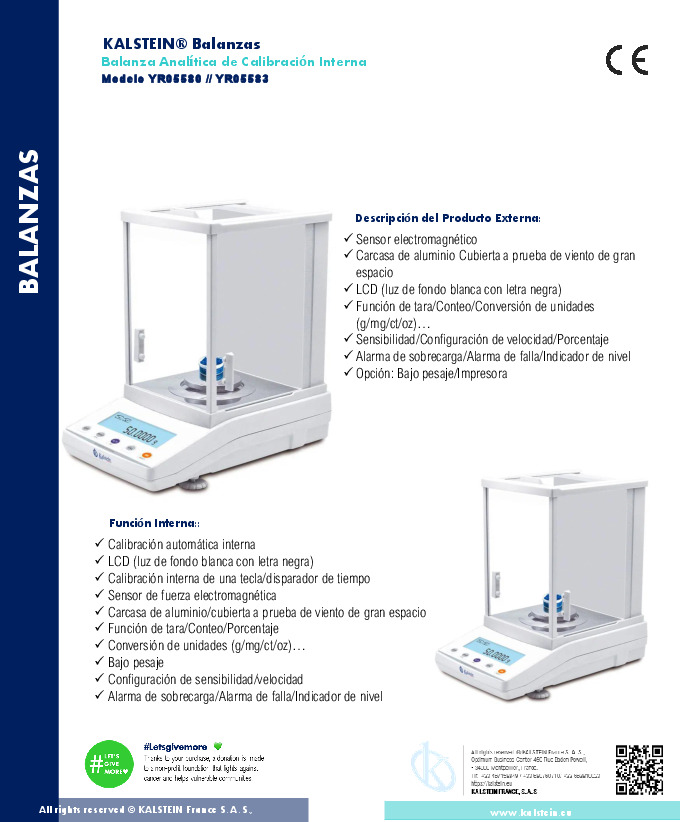 KALSTEIN® Balanzas
Balanza Analítica de Calibración Interna
Modelo YR05580 // YR05583
CE
BALANZAS
Descripción del Producto Externa:
✓ Sensor electromagnético
✓ Carcasa de aluminio Cubierta a prueba de viento de gran
espacio
✓ LCD (luz de fondo blanca con letra negra)
✓ Función de tara/Conteo/Conversión de unidades
(g/mg/ct/oz)…
✓ Sensibilidad/Configuración de velocidad/Porcentaje
✓ Alarma de sobrecarga/Alarma de falla/Indicador de nivel
✓ Opción: Bajo pesaje/Impresora
50.0000 g
Kalstein
Función Interna::
✓ Calibración automática interna
✓ LCD (luz de fondo blanca con letra negra)
✓ Calibración interna de una tecla/disparador de tiempo
✓ Sensor de fuerza electromagnética
✓ Carcasa de aluminio/cubierta a prueba de viento de gran espacio
✓ Función de tara/Conteo/Porcentaje
✓ Conversión de unidades (g/mg/ct/oz)…
✓ Bajo pesaje
✓ Configuración de sensibilidad/velocidad
✓ Alarma de sobrecarga/Alarma de falla/Indicador de nivel
50.0000 g
#LET'S
GIVE
MORE
#Letsgivemore
Thanks to your purchase, a donation is made
to a non-profit foundation that fights against
cancer and helps vulnerable communities
All rights reserved ® KALSTEIN France S. A. S.,
Optimum Business Center 450 Rue Baden Powell,
34000 Montpellier, France.
https://kalstein.eu
KALSTEIN FRANCE, S.A.S
All rights reserved ® KALSTEIN France S.A.S.,
www.kalstein.eu